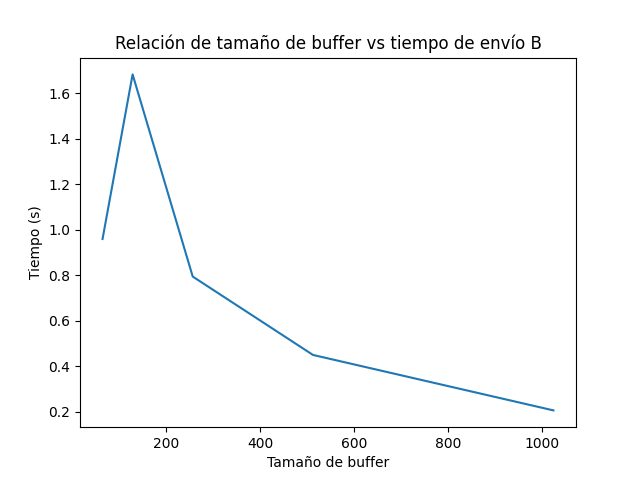 Relación de tamaño de buffer vs tiempo de envío B
1.6
1.4
1.2
1.0
0.8
0.6
0.4
0.2
Tiempo (s)
200 400 600 800 1000
Tamaño de buffer